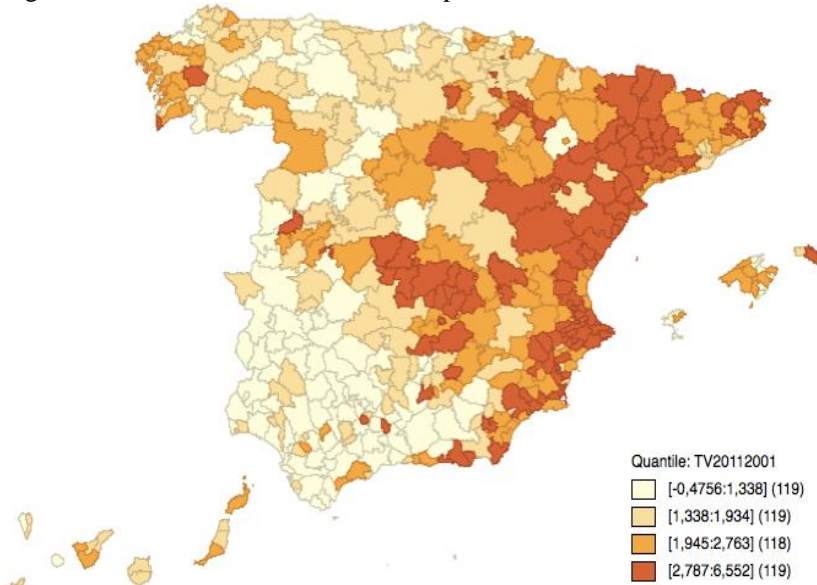 Quantile: TV20112001
[-0,4756:1,338] (119)
[1,338:1,934] (119)
[1,945:2,763] (118)
[2,787:6,552] (119)